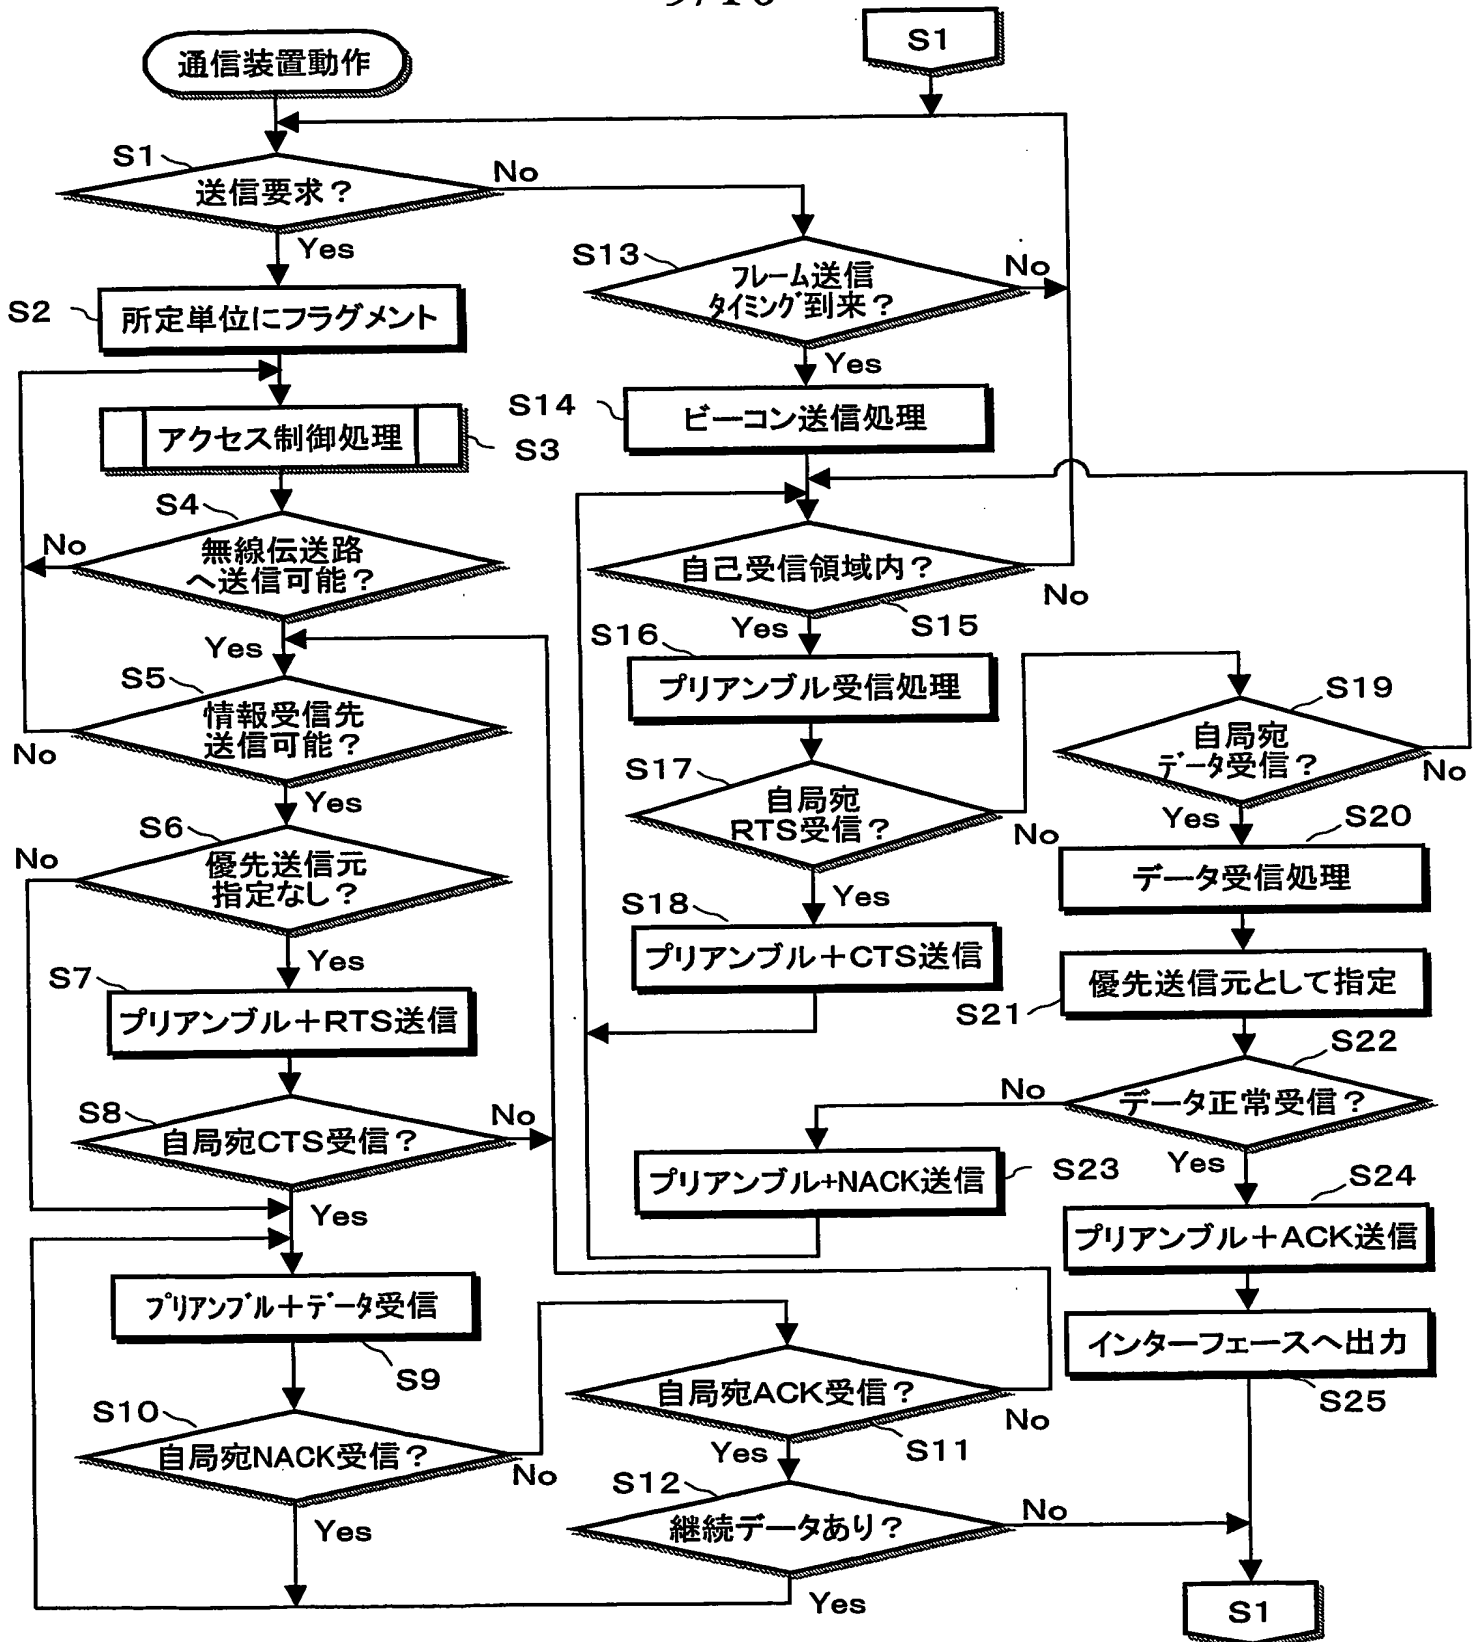 通信装置動作
S1
S1
送信要求?
No
Yes
S2
所定単位にフラグメント
アクセス制御処理
S3
S4
無線伝送路
へ送信可能?
No
Yes
S5
情報受信先
送信可能?
No
Yes
S6
優先送信元
指定なし?
No
Yes
S7
プリアンブル+RTS送信
S8
自局宛CTS受信?
No
Yes
プリアンブル+データ受信
S9
S10
自局宛NACK受信?
No
Yes
自局宛ACK受信?
No
S11
Yes
S12
継続データあり?
No
Yes
S13
フレーム送信
タイミング到来?
No
Yes
S14
ビーコン送信処理
自己受信領域内?
No
S15
Yes
S16
プリアンブル受信処理
S17
自局宛
RTS受信?
No
Yes
S18
プリアンブル+CTS送信
S19
自局宛
データ受信?
No
Yes
S20
データ受信処理
優先送信元として指定
S21
S22
データ正常受信?
No
Yes
プリアンブル+NACK送信
S23
S24
プリアンブル+ACK送信
インターフェースへ出力
S25
S1